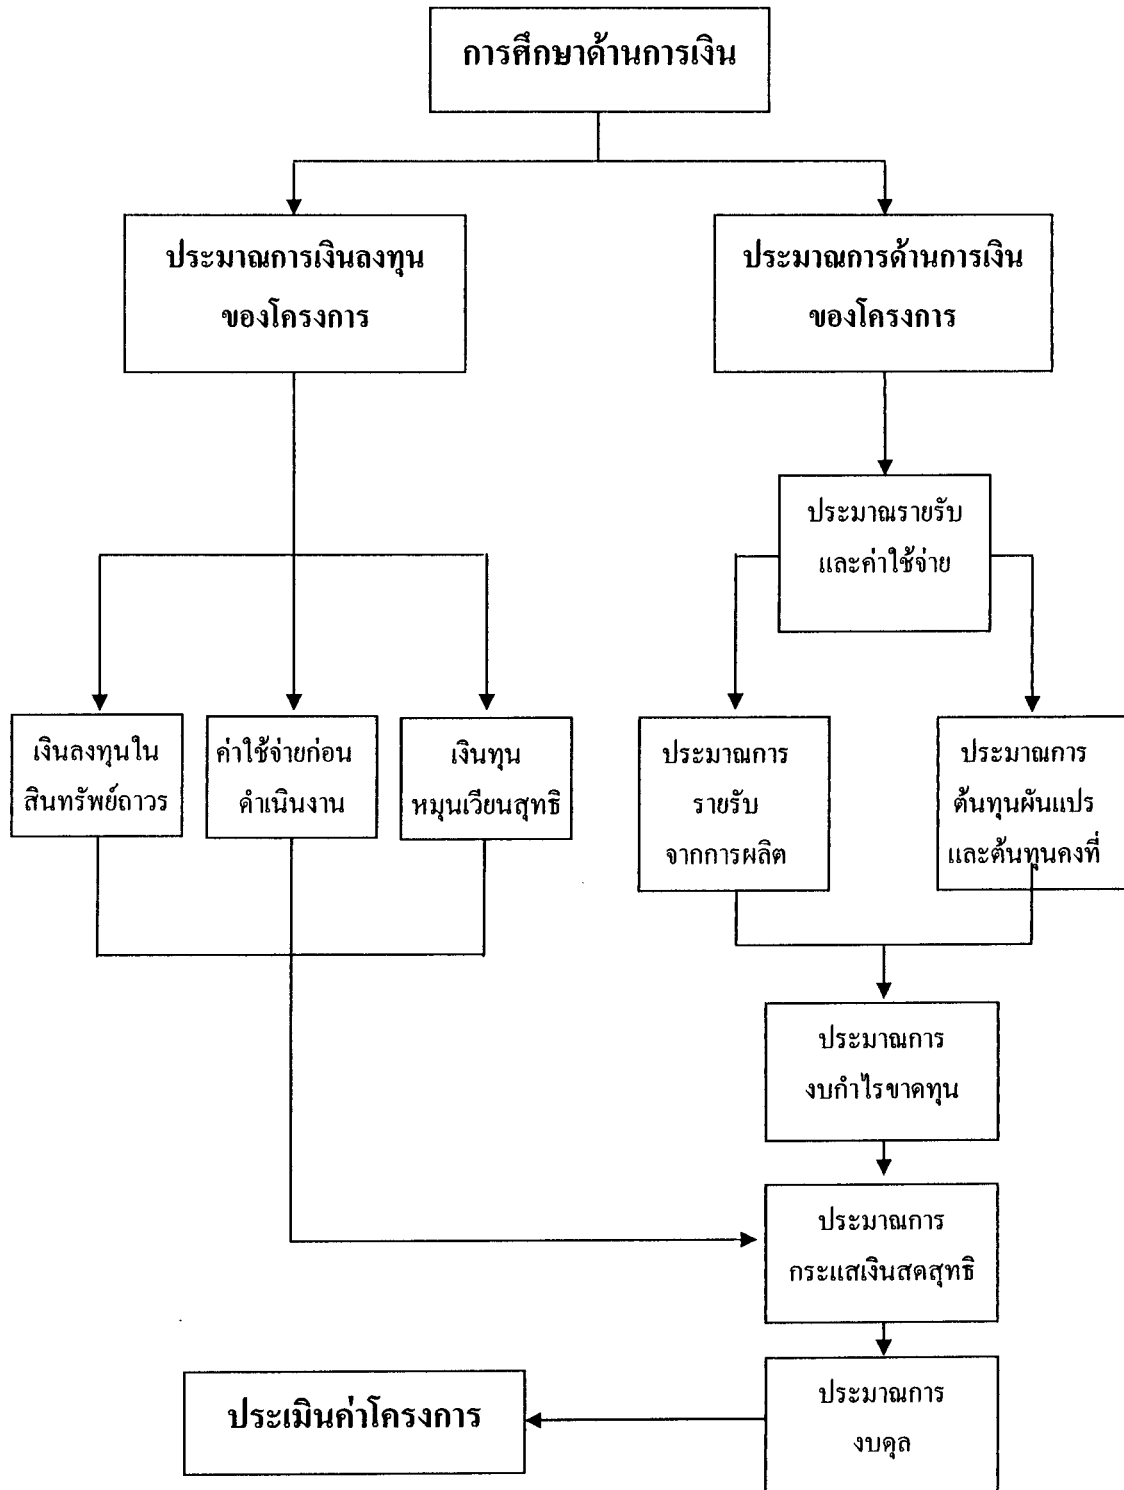 การศึกษาด้านการเงิน
ประมาณการเงินลงทุน
ของโครงการ
ประมาณการด้านการเงิน
ของโครงการ
ประมาณรายรับ
และค่าใช้จ่าย
เงินลงทุนใน
สินทรัพย์ถาวร
ค่าใช้จ่ายก่อน
ดำเนินงาน
เงินทุน
หมุนเวียนสุทธิ
ประมาณการ
รายรับ
จากการผลิต
ประมาณการ
ต้นทุนผันแปร
และต้นทุนคงที่
ประมาณการ
งบกำไรขาดทุน
ประมาณการ
กระแสเงินสดสุทธิ
ประมาณการ
งบดุล
ประเมินค่าโครงการ